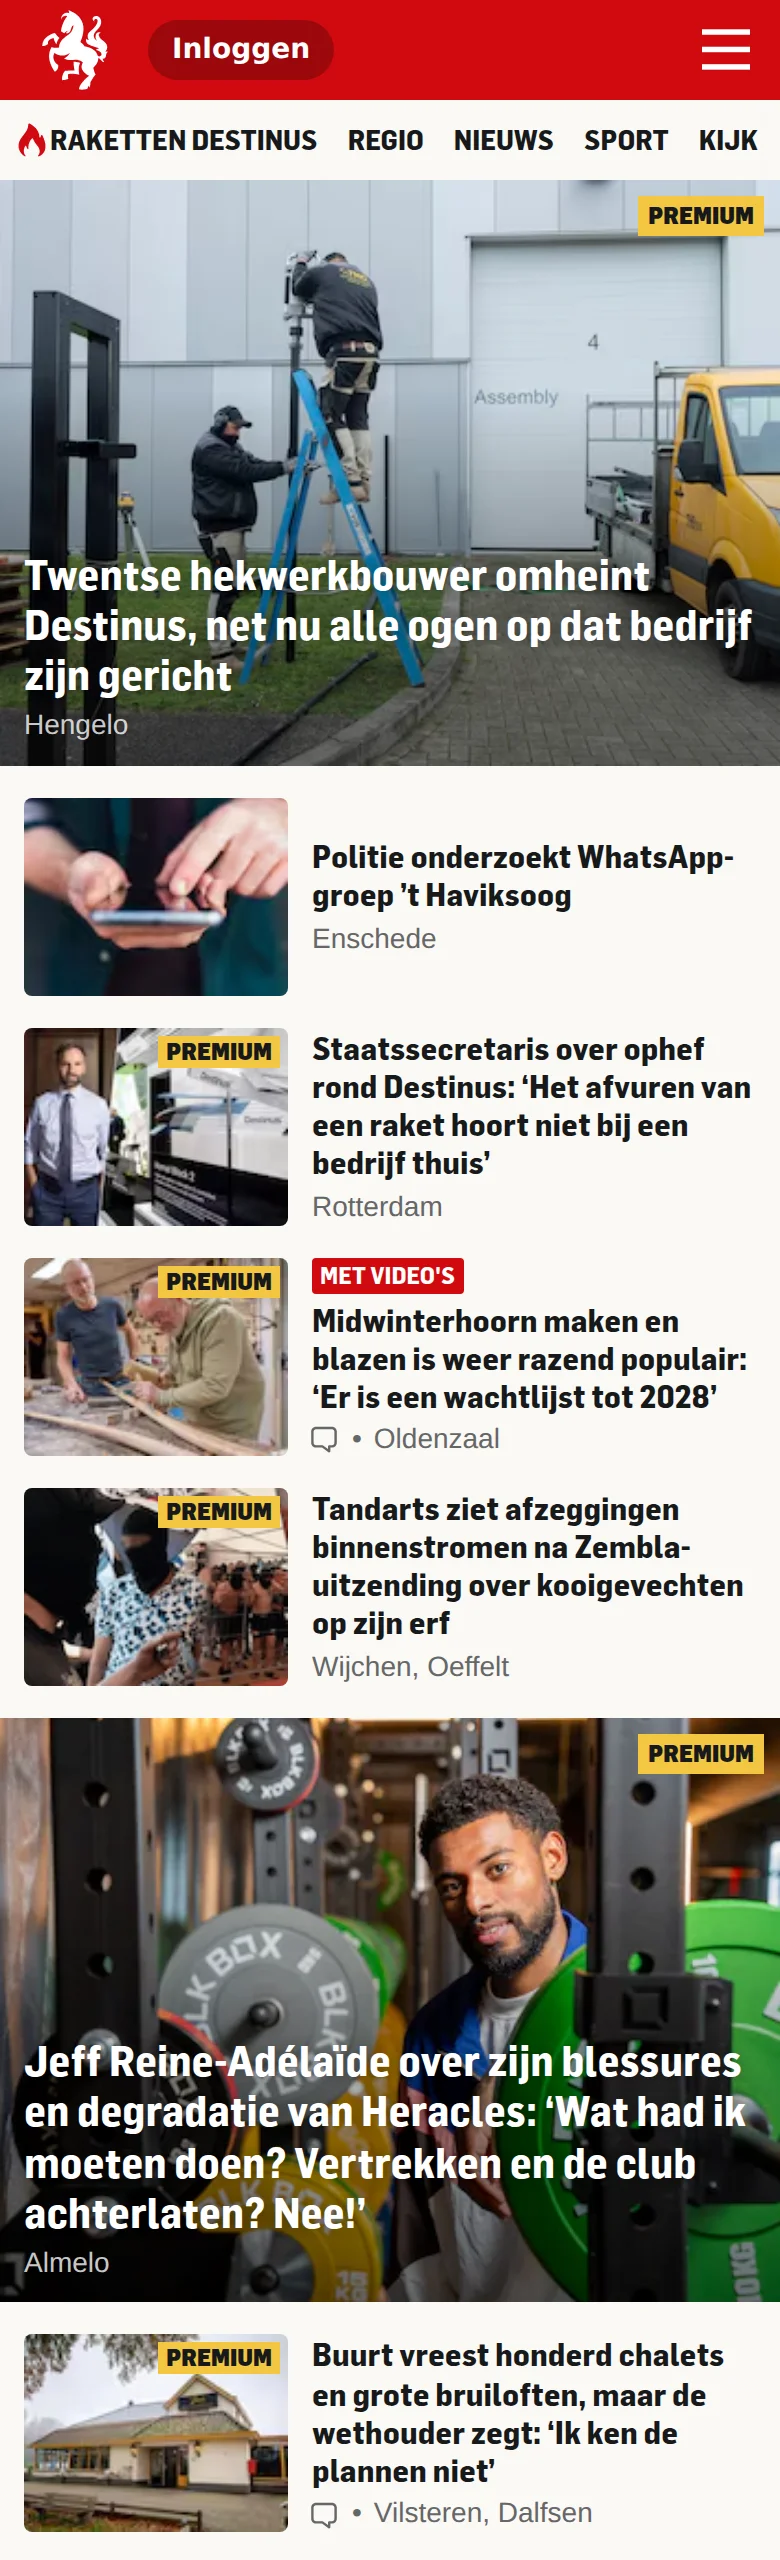 Inloggen
RAKETTEN DESTINUS REGIO NIEUWS SPORT KIJK
PREMIUM
4
Assembly
Twentse hekwerkbouwer omheint
Destinus, net nu alle ogen op dat bedrijf
zijn gericht
Hengelo
Politie onderzoekt WhatsApp-
groep ’t Haviksoog
Enschede
PREMIUM
Destinus
Staatssecretaris over ophef
rond Destinus: ‘Het afvuren van
een raket hoort niet bij een
bedrijf thuis’
Rotterdam
PREMIUM
MET VIDEO'S
Midwinterhoorn maken en
blazen is weer razend populair:
‘Er is een wachtlijst tot 2028’
• Oldenzaal
PREMIUM
Tandarts ziet afzeggingen
binnenstromen na Zembla-
uitzending over kooigevechten
op zijn erf
Wijchen, Oeffelt
PREMIUM
BLKBOX
BLK BOX
Jeff Reine-Adélaïde over zijn blessures
en degradatie van Heracles: ‘Wat had ik
moeten doen? Vertrekken en de club
achterlaten? Nee!’
Almelo
15
KG
10KG
PREMIUM
Buurt vreest honderd chalets
en grote bruiloften, maar de
wethouder zegt: ‘Ik ken de
plannen niet’
• Vilsteren, Dalfsen